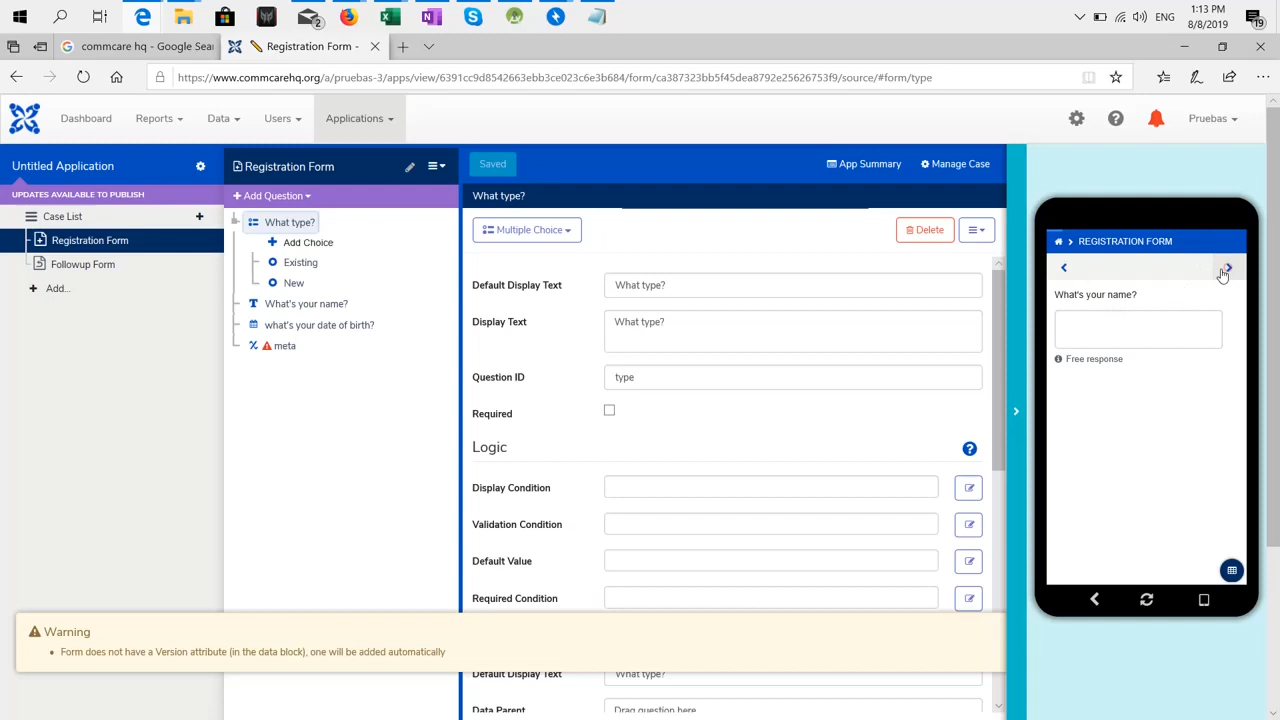 2
ENG
1:13 PM
8/8/2019
19
commcare hq - Google Sea
Registration Form -
https://www.commcarehq.org/a/pruebas-3/apps/view/6391cc9d8542663ebb3ce023c6e3b684/form/ca387323bb5f45dea8792e25626753f9/source/#form/type
Dashboard
Reports
Data
Users
Applications
Pruebas
Untitled Application
UPDATES AVAILABLE TO PUBLISH
Case List
Registration Form
Followup Form
Add...
Registration Form
Add Question
What type?
Add Choice
Existing
New
What's your name?
what's your date of birth?
meta
Saved
App Summary
Manage Case
What type?
Multiple Choice
Delete
Default Display Text
What type?
Display Text
What type?
Question ID
type
Required
Logic
Display Condition
Validation Condition
Default Value
Required Condition
Default Display Text
What type?
Data Parent
Drag question here
Warning
Form does not have a Version attribute (in the data block), one will be added automatically
REGISTRATION FORM
What's your name?
Free response